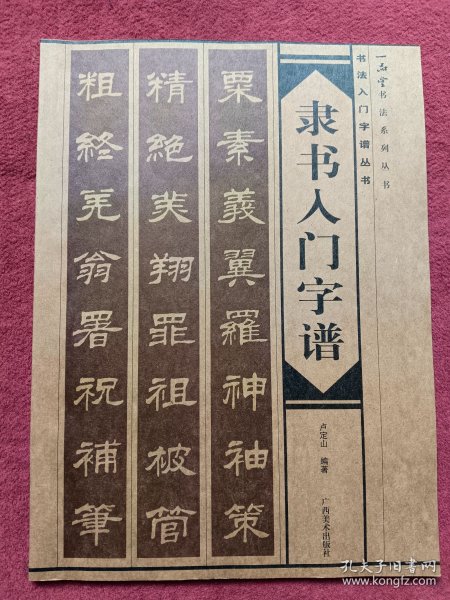 一品堂书法系列丛书
书法入门字谱丛书
隶书入门字谱
卢定山 编著
广西美术出版社
粟素義翼羅神袖策
精絶美翔罪祖被管
粗終羌翁署祝補筆
孔夫子旧书网
www.kongfz.com